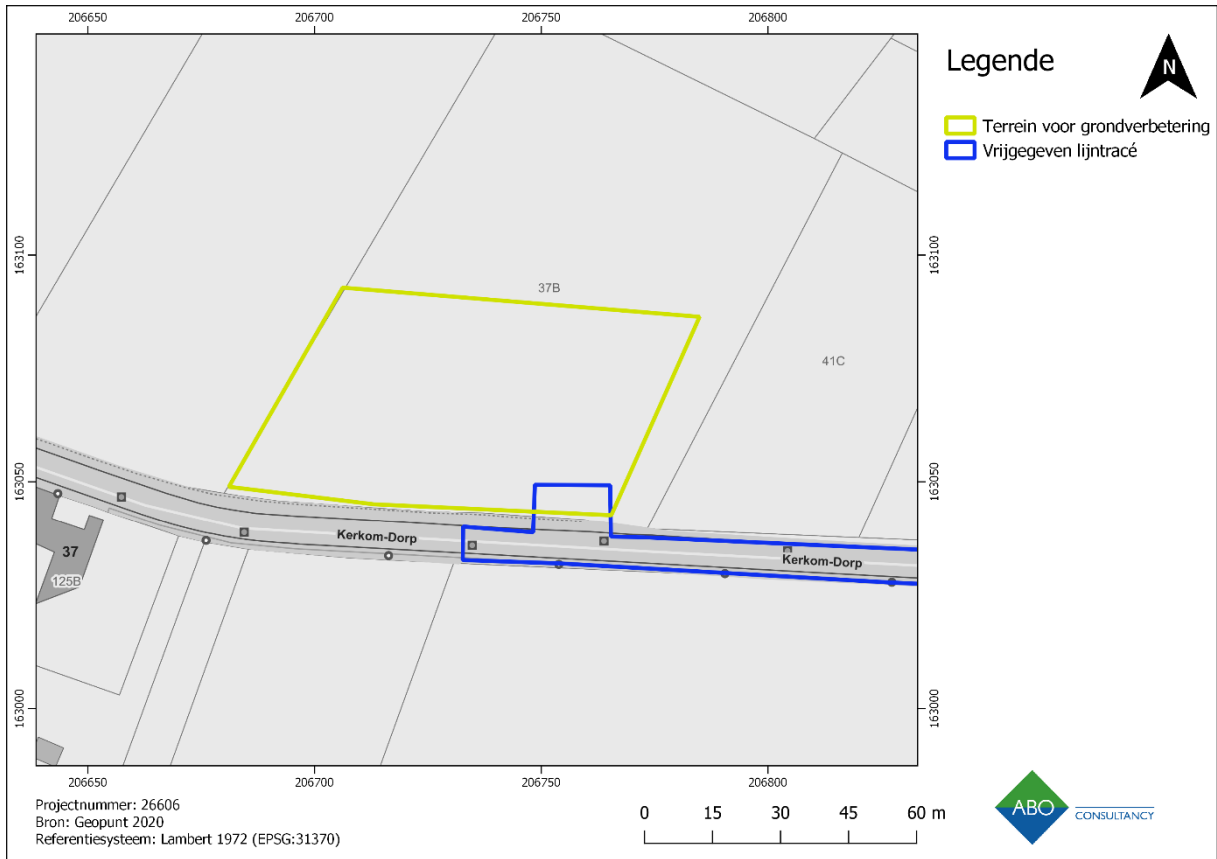 206650
206700
206750
206800
Legende
N
Terrein voor grondverbetering
Vrijgegeven lijntracé
163100
163100
37B
41C
163050
163050
Kerkom-Dorp
Kerkom-Dorp
37
125B
163000
163000
206650
206700
206750
206800
Projectnummer: 26606
Bron: Geopunt 2020
Referentiesysteem: Lambert 1972 (EPSG:31370)
0 15 30 45 60 m
ABO
CONSULTANCY